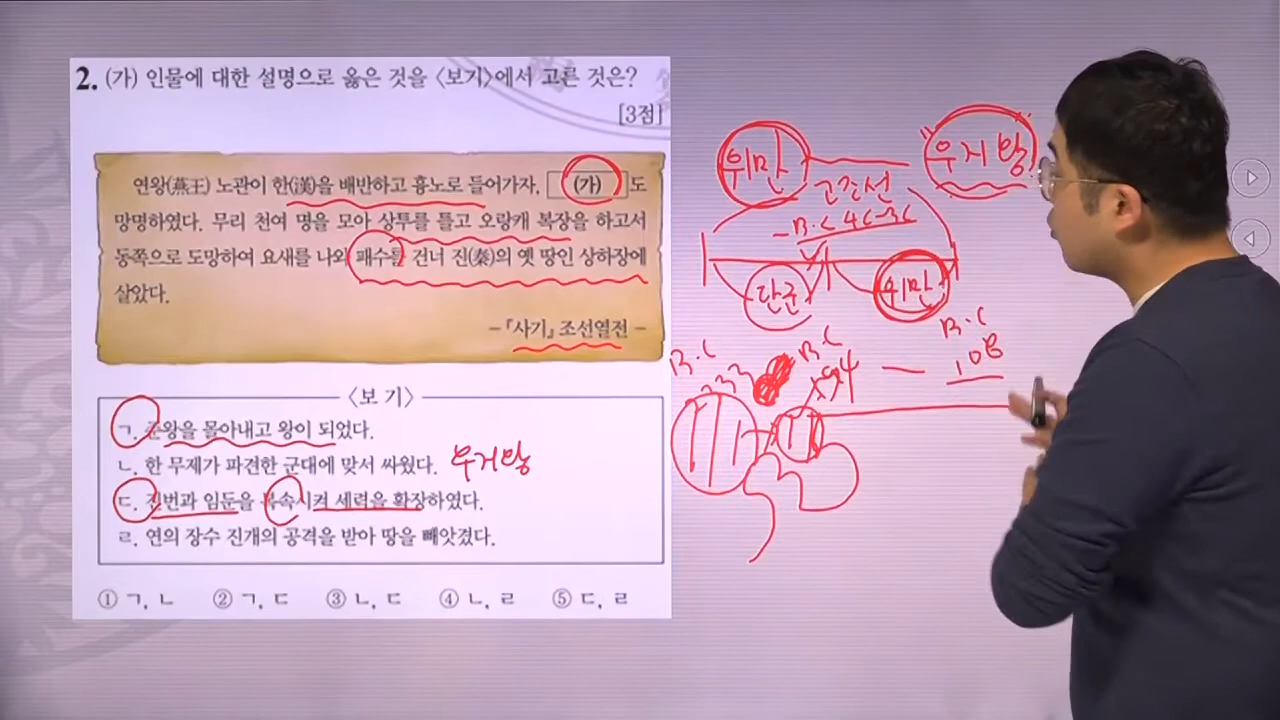 2. (가) 인물에 대한 설명으로 옳은 것을 〈보기〉에서 고른 것은?
[3점]
연왕(燕王) 노관이 한(漢)을 배반하고 흉노로 들어가자, (가) 도
망명하였다. 무리 천여 명을 모아 상투를 틀고 오랑캐 복장을 하고서
동쪽으로 도망하여 요새를 나와 패수를 건너 진(秦)의 옛 땅인 상하장에
살았다.
-『사기』조선열전 -
〈보 기〉
ㄱ. 준왕을 몰아내고 왕이 되었다.
ㄴ. 한 무제가 파견한 군대에 맞서 싸웠다. 우거왕
ㄷ. 진번과 임둔을 복속시켜 세력을 확장하였다.
ㄹ. 연의 장수 진개의 공격을 받아 땅을 빼앗겼다.
① ㄱ, ㄴ ② ㄱ, ㄷ ③ ㄴ, ㄷ ④ ㄴ, ㄹ ⑤ ㄷ, ㄹ
위만 "우거왕"
고조선
B.C 4C~3C
단군 위만
B.C B.C B.C
194 108